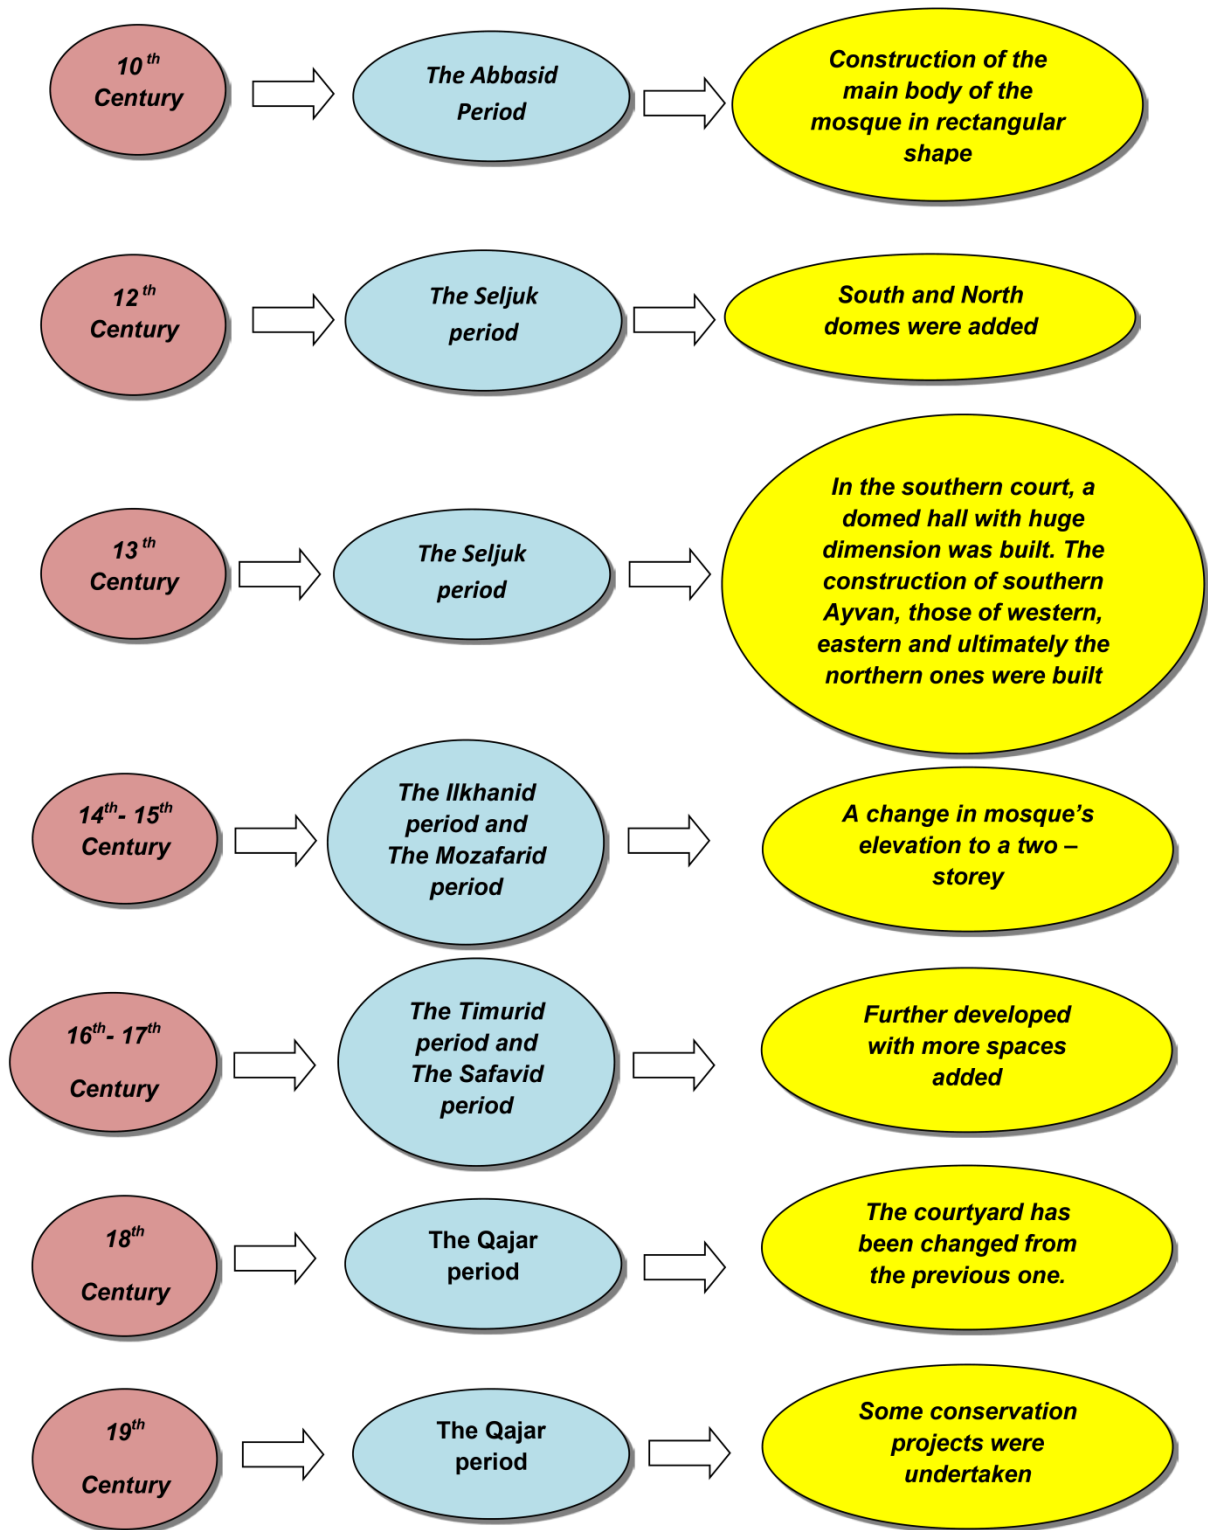 10th
Century
The Abbasid
Period
Construction of the
main body of the
mosque in rectangular
shape
12th
Century
The Seljuk
period
South and North
domes were added
13th
Century
The Seljuk
period
In the southern court, a
domed hall with huge
dimension was built. The
construction of southern
Ayvan, those of western,
eastern and ultimately the
northern ones were built
14th- 15th
Century
The Ilkhanid
period and
The Mozafarid
period
A change in mosque’s
elevation to a two –
storey
16th- 17th
Century
The Timurid
period and
The Safavid
period
Further developed
with more spaces
added
18th
Century
The Qajar
period
The courtyard has
been changed from
the previous one.
19th
Century
The Qajar
period
Some conservation
projects were
undertaken